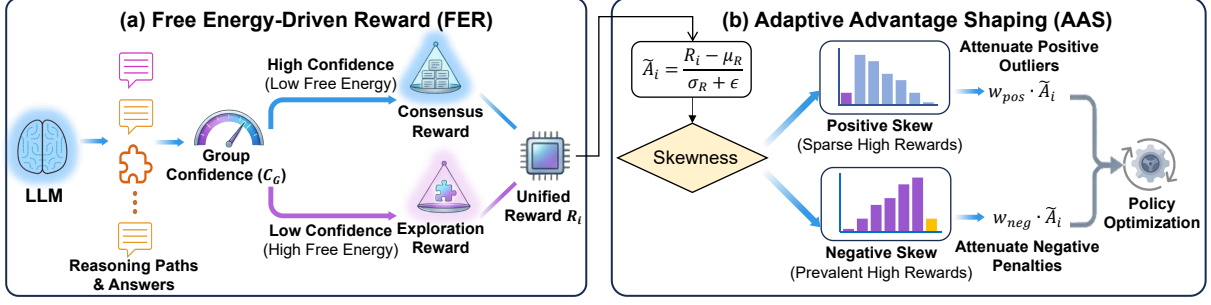 (a) Free Energy-Driven Reward (FER)
LLM
Reasoning Paths
& Answers
Group
Confidence (C_G)
High Confidence
(Low Free Energy)
Low Confidence
(High Free Energy)
Consensus
Reward
Exploration
Reward
Unified
Reward R_i
(b) Adaptive Advantage Shaping (AAS)
Ã_i = (R_i − μ_R) / (σ_R + ϵ)
Skewness
Positive Skew
(Sparse High Rewards)
Attenuate Positive
Outliers
w_pos · Ã_i
Negative Skew
(Prevalent High Rewards)
w_neg · Ã_i
Attenuate Negative
Penalties
Policy
Optimization